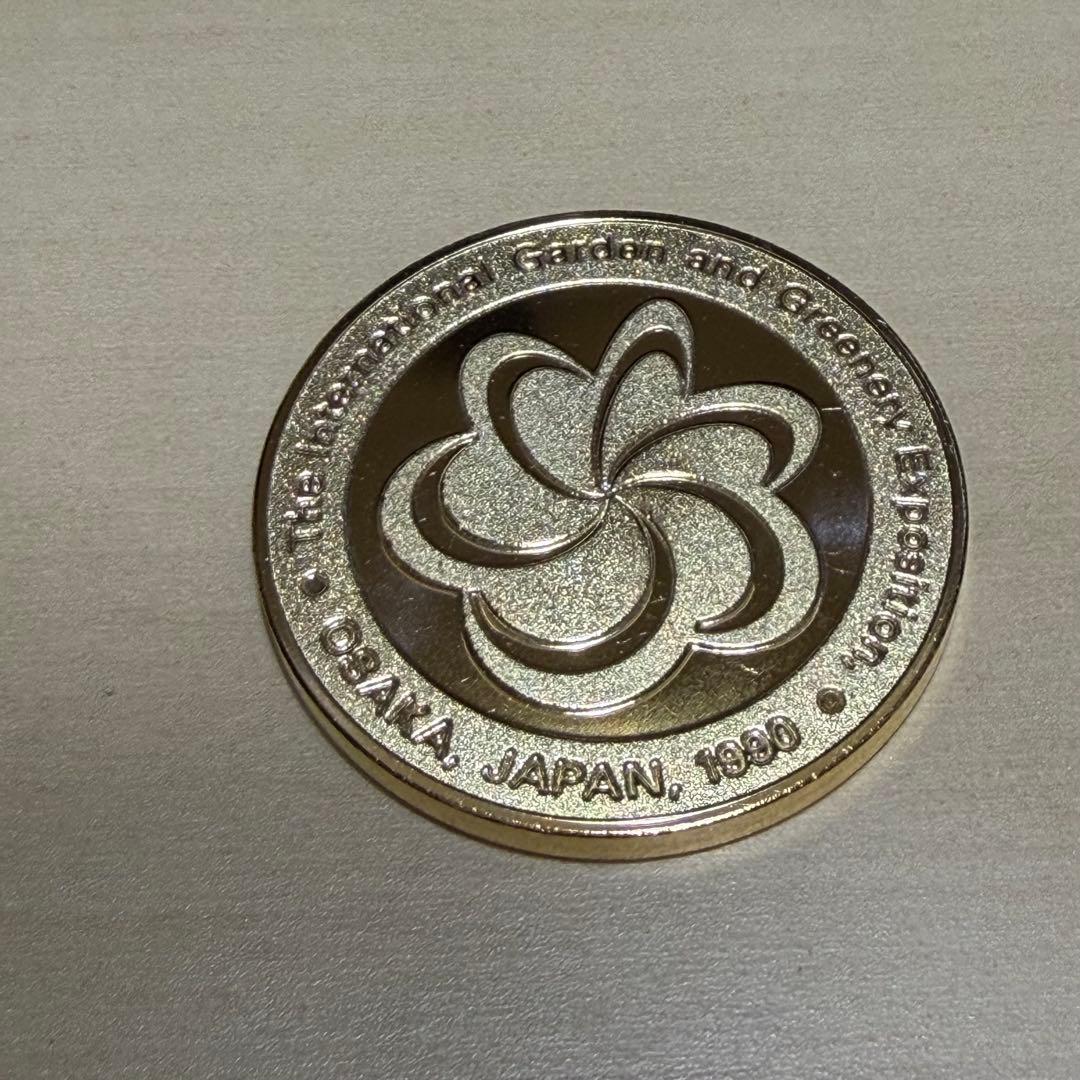 The International Garden and Greenery Exposition,
OSAKA, JAPAN, 1990